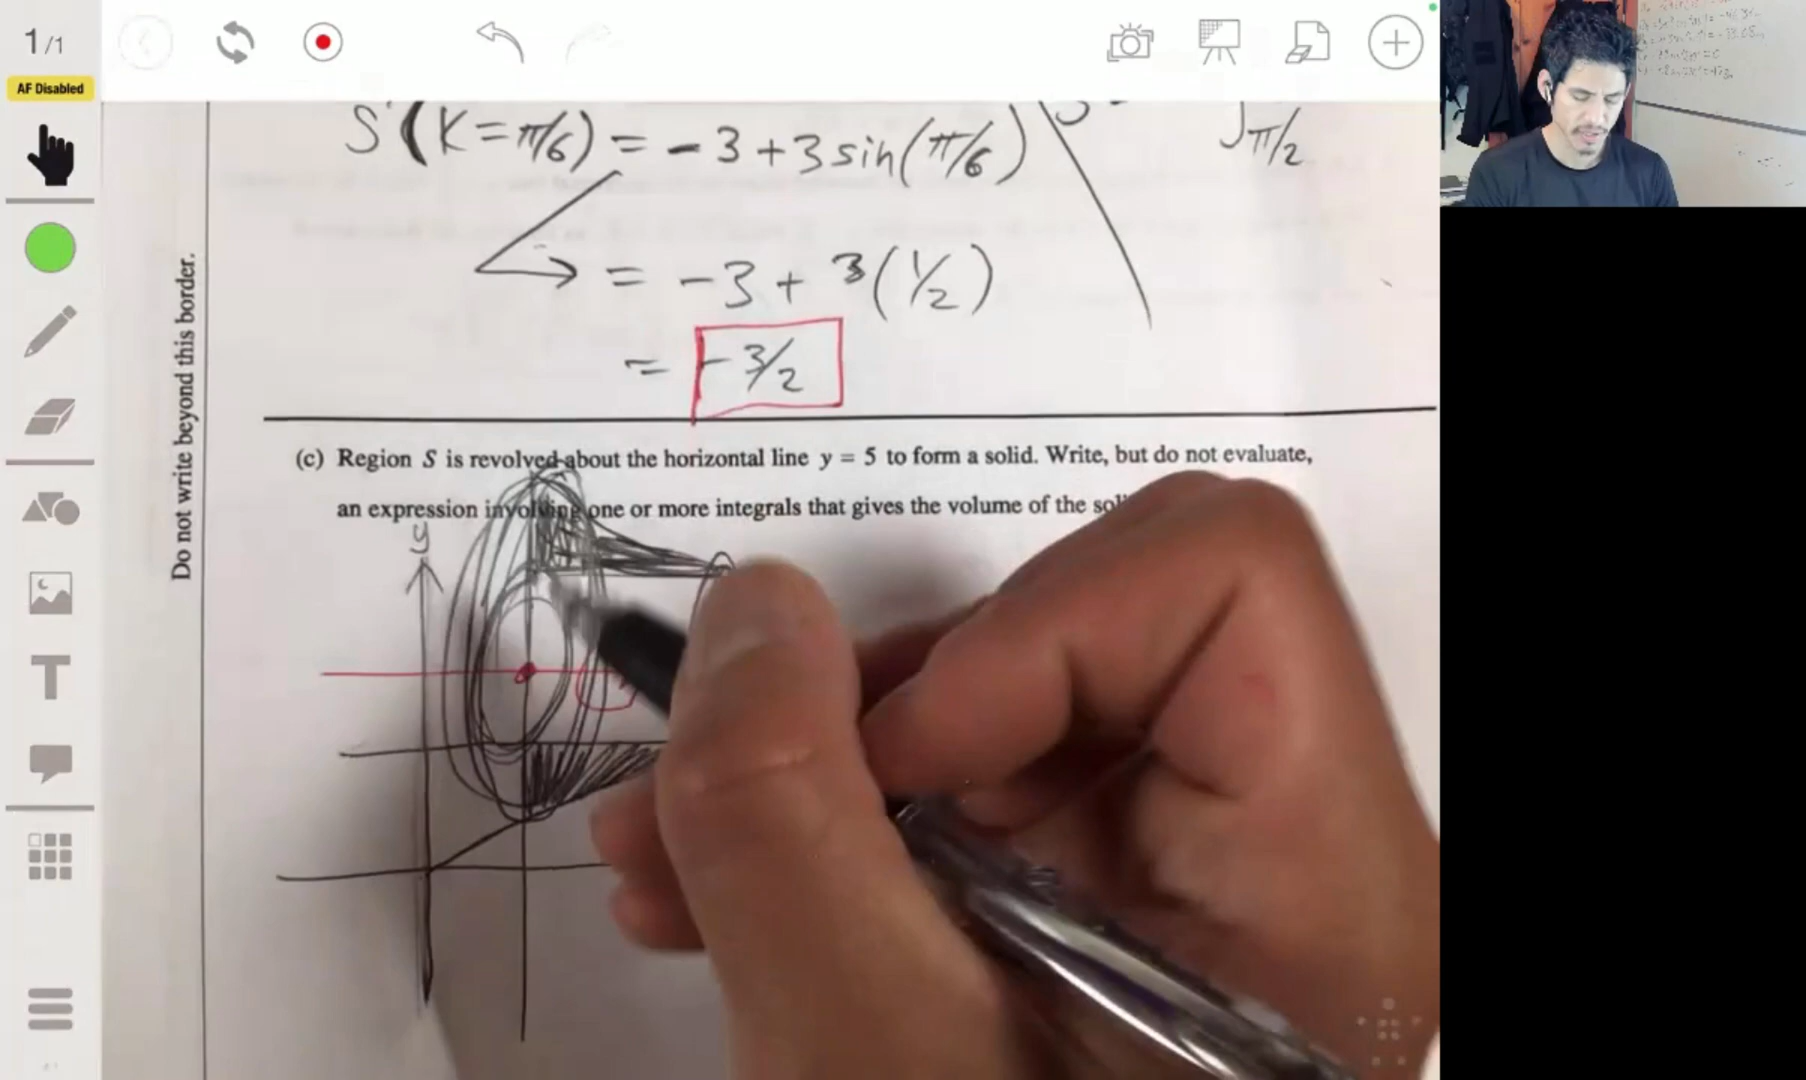 1/1
AF Disabled
S'(K=π/6) = -3+3sin(π/6)
∫π/2
= -3+ 3(1/2)
= -3/2
Do not write beyond this border.
(c) Region S is revolved about the horizontal line y = 5 to form a solid. Write, but do not evaluate,
an expression involving one or more integrals that gives the volume of the
y
T